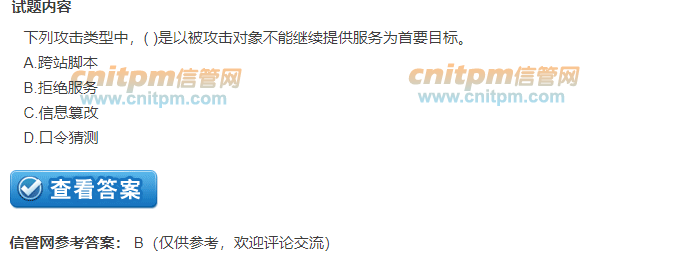 试题内容
下列攻击类型中，( )是以被攻击对象不能继续提供服务为首要目标。
A.跨站脚本
B.拒绝服务
C.信息篡改
D.口令猜测
cnitpm信管网
www.cnitpm.com
cnitpm信管网
www.cnitpm.com
查看答案
信管网参考答案： B（仅供参考，欢迎评论交流）